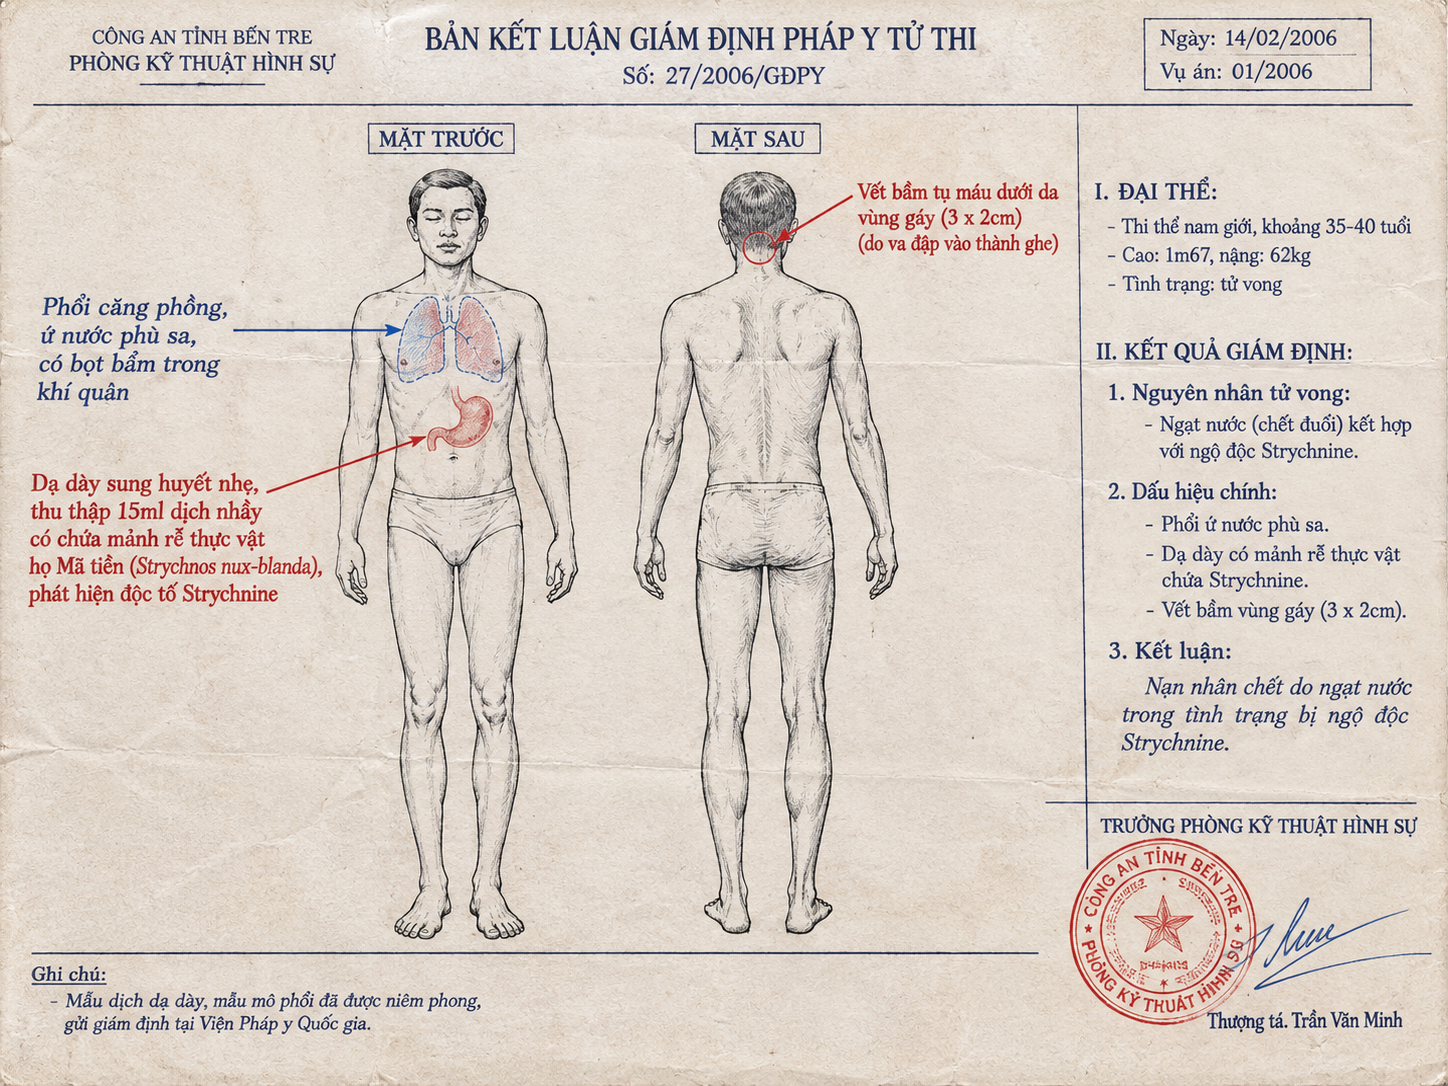 CÔNG AN TỈNH BẾN TRE
PHÒNG KỸ THUẬT HÌNH SỰ
BẢN KẾT LUẬN GIÁM ĐỊNH PHÁP Y TỬ THI
Số: 27/2006/GĐPY
Ngày: 14/02/2006
Vụ án: 01/2006
MẶT TRƯỚC
MẶT SAU
Phổi căng phồng,
ứ nước phù sa,
có bọt bẩm trong
khí quân
Dạ dày sung huyết nhẹ,
thu thập 15ml dịch nhầy
có chứa mảnh rễ thực vật
họ Mã tiền (Strychnos nux-blanda),
phát hiện độc tố Strychnine
Vết bầm tụ máu dưới da
vùng gáy (3 x 2cm)
(do va đập vào thành ghe)
I. ĐẠI THỂ:
- Thi thể nam giới, khoảng 35-40 tuổi
- Cao: 1m67, nặng: 62kg
- Tình trạng: tử vong
II. KẾT QUẢ GIÁM ĐỊNH:
1. Nguyên nhân tử vong:
- Ngạt nước (chết đuối) kết hợp
với ngộ độc Strychnine.
2. Dấu hiệu chính:
- Phổi ứ nước phù sa.
- Dạ dày có mảnh rễ thực vật
chứa Strychnine.
- Vết bầm vùng gáy (3 x 2cm).
3. Kết luận:
Nạn nhân chết do ngạt nước
trong tình trạng bị ngộ độc
Strychnine.
TRƯỞNG PHÒNG KỸ THUẬT HÌNH SỰ
CÔNG AN TỈNH BẾN TRE
PHÒNG KỸ THUẬT HÌNH
Thượng tá. Trần Văn Minh
Ghi chú:
- Mẫu dịch dạ dày, mẫu mô phổi đã được niêm phong,
gửi giám định tại Viện Pháp y Quốc gia.